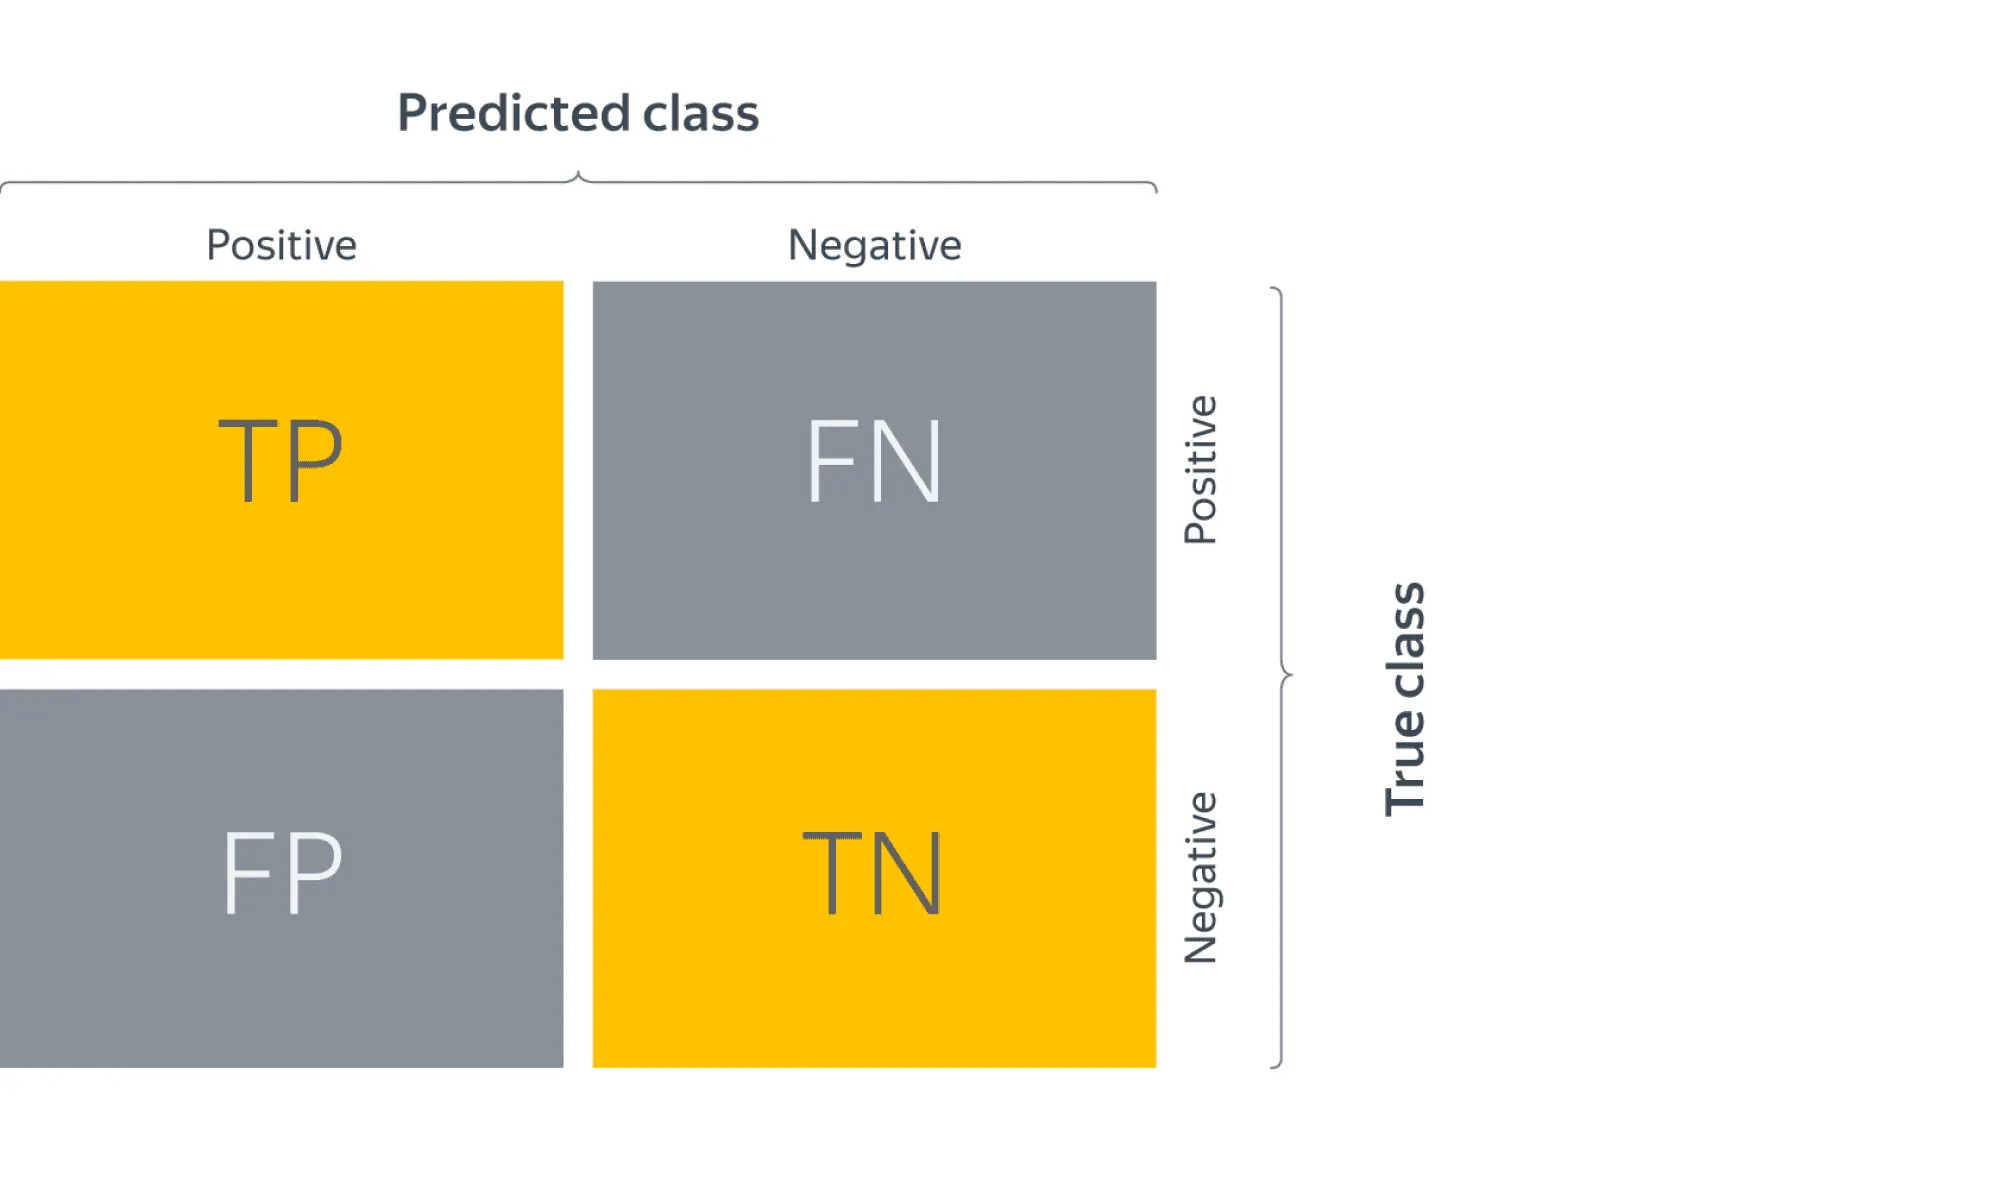 Predicted class
Positive
Negative
TP
FN
Positive
FP
TN
Negative
True class